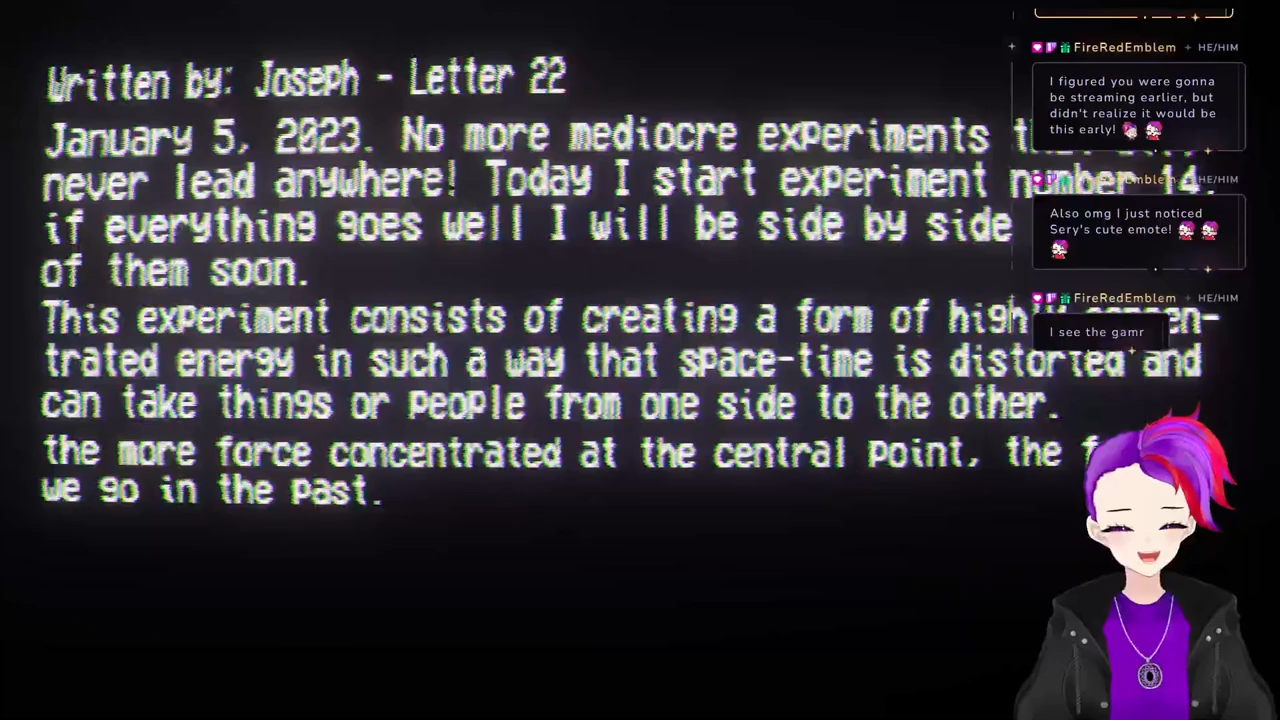 Written by: Joseph - Letter 22
January 5, 2023. No more mediocre experiments
never lead anywhere! Today I start experiment number 14.
if everything goes well I will be side by side
of them soon.
This experiment consists of creating a form of highly concen-
trated energy in such a way that space-time is distorted and
can take things or people from one side to the other.
the more force concentrated at the central point, the
we go in the past.
FireRedEmblem HE/HIM
I figured you were gonna
be streaming earlier, but
didn't realize it would be
this early!
FireRedEmblem HE/HIM
Also omg I just noticed
Sery's cute emote!
FireRedEmblem HE/HIM
I see the gamr